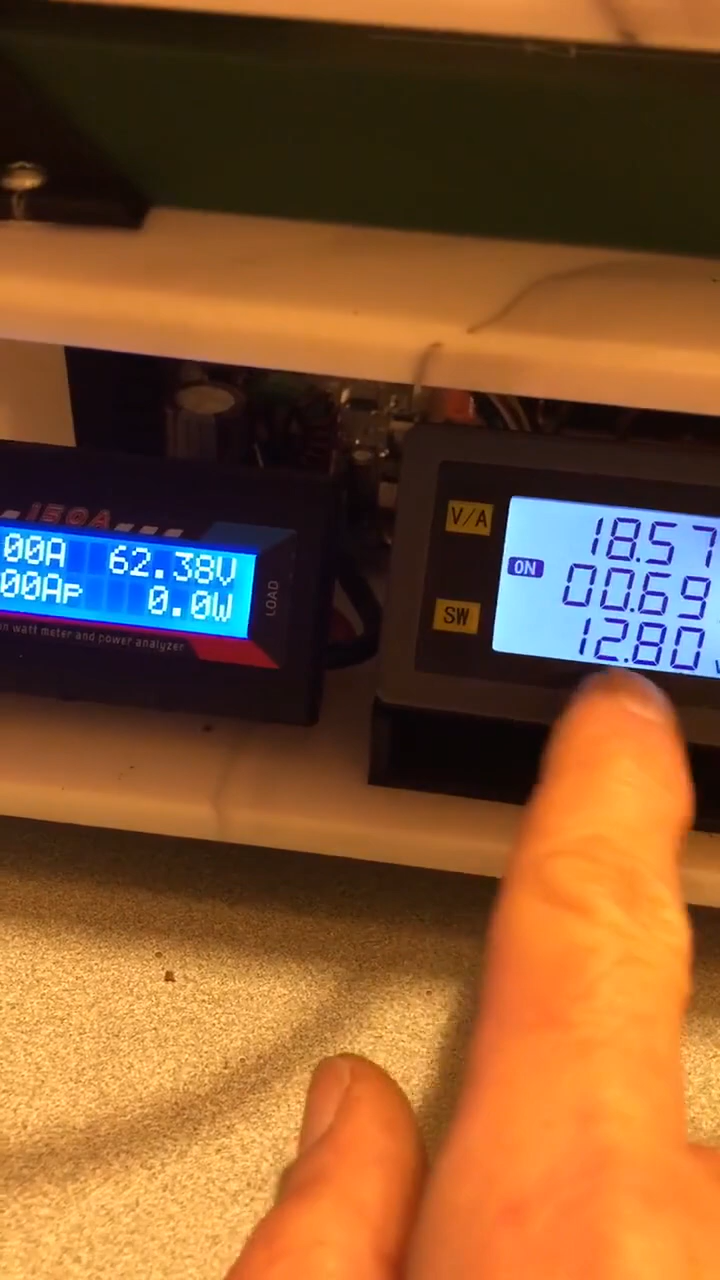 150A
00A 62.38V
00Ap 0.0W
LOAD
in watt meter and power analyzer
V/A
18.57
ON
00.69
SW
12.80